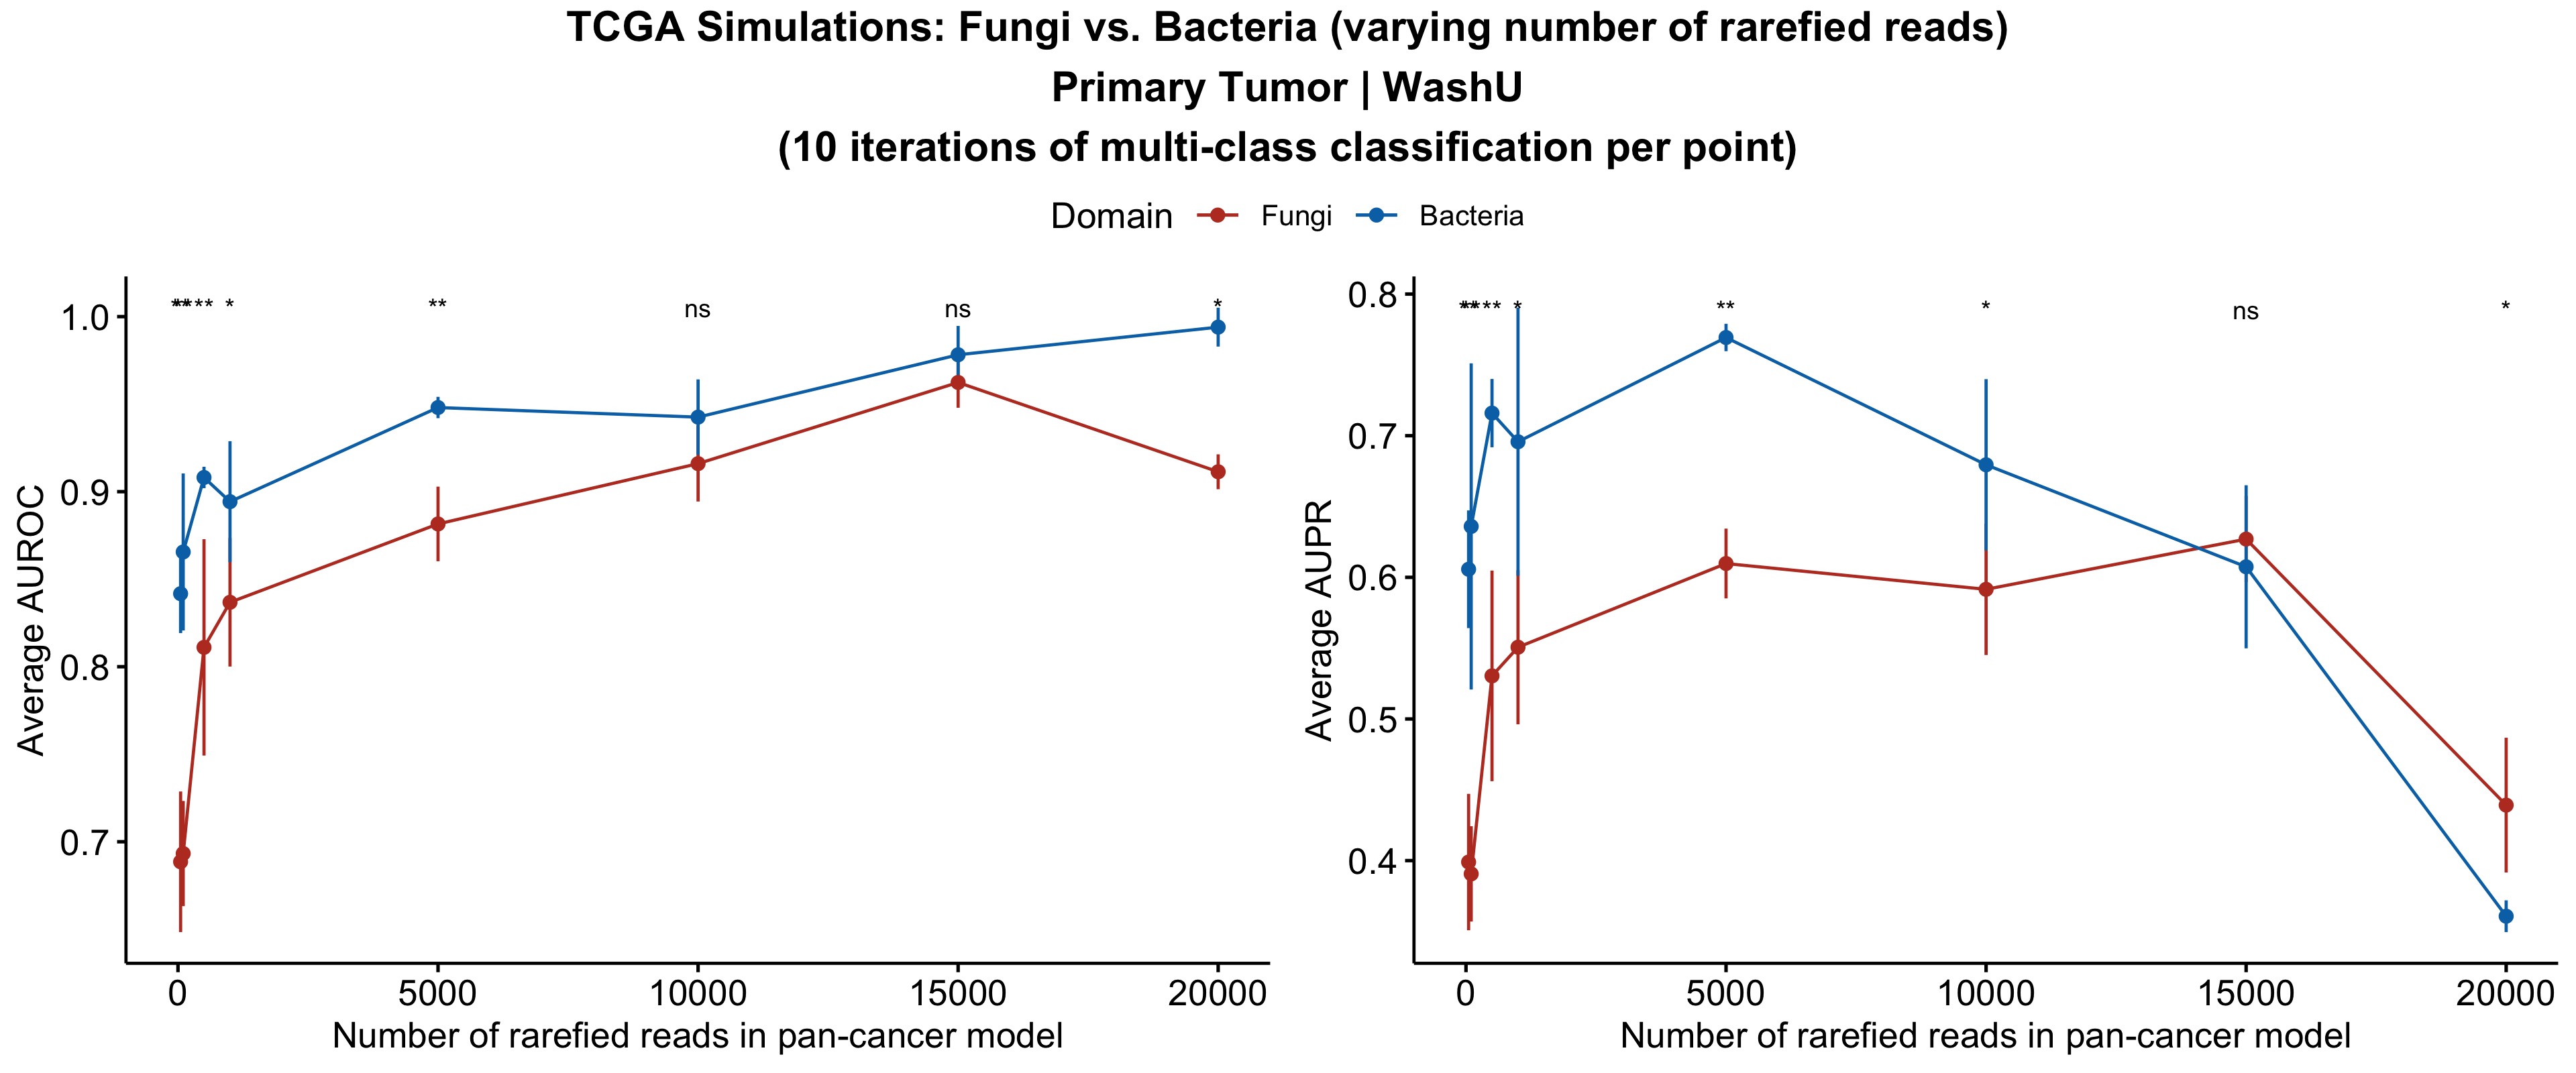 TCGA Simulations: Fungi vs. Bacteria (varying number of rarefied reads)
Primary Tumor | WashU
(10 iterations of multi-class classification per point)
Domain Fungi Bacteria
* ** ns ns *
1.0
0.9
0.8
0.7
Average AUROC
0 5000 10000 15000 20000
Number of rarefied reads in pan-cancer model
* ** * ns *
0.8
0.7
0.6
0.5
0.4
Average AUPR
0 5000 10000 15000 20000
Number of rarefied reads in pan-cancer model